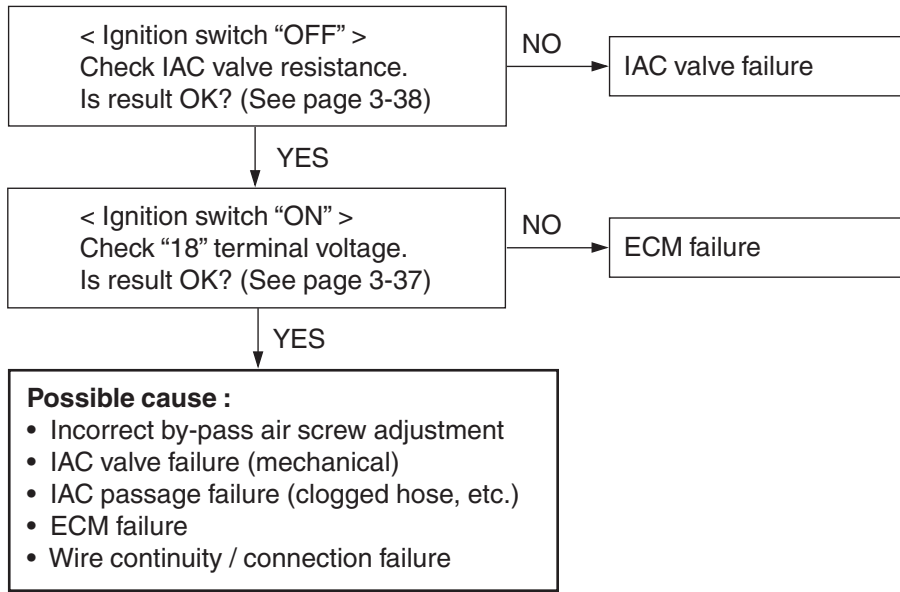 < Ignition switch “OFF” >
Check IAC valve resistance.
Is result OK? (See page 3-38)
NO
IAC valve failure
YES
< Ignition switch “ON” >
Check “18” terminal voltage.
Is result OK? (See page 3-37)
NO
ECM failure
YES
Possible cause :
• Incorrect by-pass air screw adjustment
• IAC valve failure (mechanical)
• IAC passage failure (clogged hose, etc.)
• ECM failure
• Wire continuity / connection failure